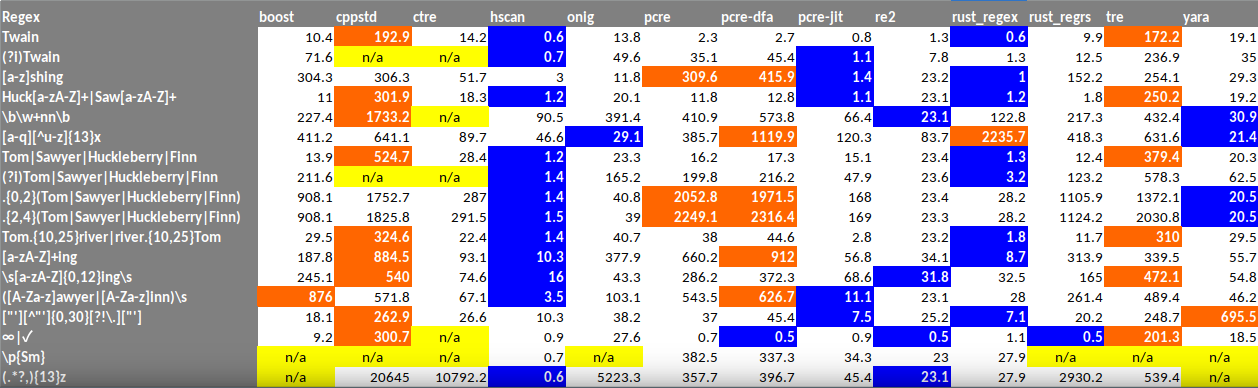 Regex boost cppstd ctre hscan onig pcre pcre-dfa pcre-jit re2 rust_regex rust_regrs tre yara
Twain 10.4 192.9 14.2 0.6 13.8 2.3 2.7 0.8 1.3 0.6 9.9 172.2 19.1
(?i)Twain 71.6 n/a n/a 0.7 49.6 35.1 45.4 1.1 7.8 1.3 12.5 236.9 35
[a-z]shing 304.3 306.3 51.7 3 11.8 309.6 415.9 1.4 23.2 1 152.2 254.1 29.3
Huck[a-zA-Z]+|Saw[a-zA-Z]+ 11 301.9 18.3 1.2 20.1 11.8 12.8 1.1 23.1 1.2 1.8 250.2 19.2
\b\w+nn\b 227.4 1733.2 n/a 90.5 391.4 410.9 573.8 66.4 23.1 122.8 217.3 432.4 30.9
[a-q][^u-z]{13}x 411.2 641.1 89.7 46.6 29.1 385.7 1119.9 120.3 83.7 2235.7 418.3 631.6 21.4
Tom|Sawyer|Huckleberry|Finn 13.9 524.7 28.4 1.2 23.3 16.2 17.3 15.1 23.4 1.3 12.4 379.4 20.3
(?i)Tom|Sawyer|Huckleberry|Finn 211.6 n/a n/a 1.4 165.2 199.8 216.2 47.9 23.6 3.2 123.2 578.3 62.5
.{0,2}(Tom|Sawyer|Huckleberry|Finn) 908.1 1752.7 287 1.4 40.8 2052.8 1971.5 168 23.4 28.2 1105.9 1372.1 20.5
.{2,4}(Tom|Sawyer|Huckleberry|Finn) 908.1 1825.8 291.5 1.5 39 2249.1 2316.4 169 23.3 28.2 1124.2 2030.8 20.5
Tom.{10,25}river|river.{10,25}Tom 29.5 324.6 22.4 1.4 40.7 38 44.6 2.8 23.2 1.8 11.7 310 29.5
[a-zA-Z]+ing 187.8 884.5 93.1 10.3 377.9 660.2 912 56.8 34.1 8.7 313.9 339.5 55.7
\s[a-zA-Z]{0,12}ing\s 245.1 540 74.6 16 43.3 286.2 372.3 68.6 31.8 32.5 165 472.1 54.8
([A-Za-z]awyer|[A-Za-z]inn)\s 876 571.8 67.1 3.5 103.1 543.5 626.7 11.1 23.1 28 261.4 489.4 46.2
["'][^"']{0,30}[?!\.]["'] 18.1 262.9 26.6 10.3 38.2 37 45.4 7.5 25.2 7.1 20.2 248.7 695.5
∞|✓ 9.2 300.7 n/a 0.9 27.6 0.7 0.5 0.9 0.5 1.1 0.5 201.3 18.5
\p{Sm} n/a n/a n/a 0.7 n/a 382.5 337.3 34.3 23 27.9 n/a n/a n/a
(.*?,){13}z n/a 20645 10792.2 0.6 5223.3 357.7 396.7 45.4 23.1 27.9 2930.2 539.4 n/a